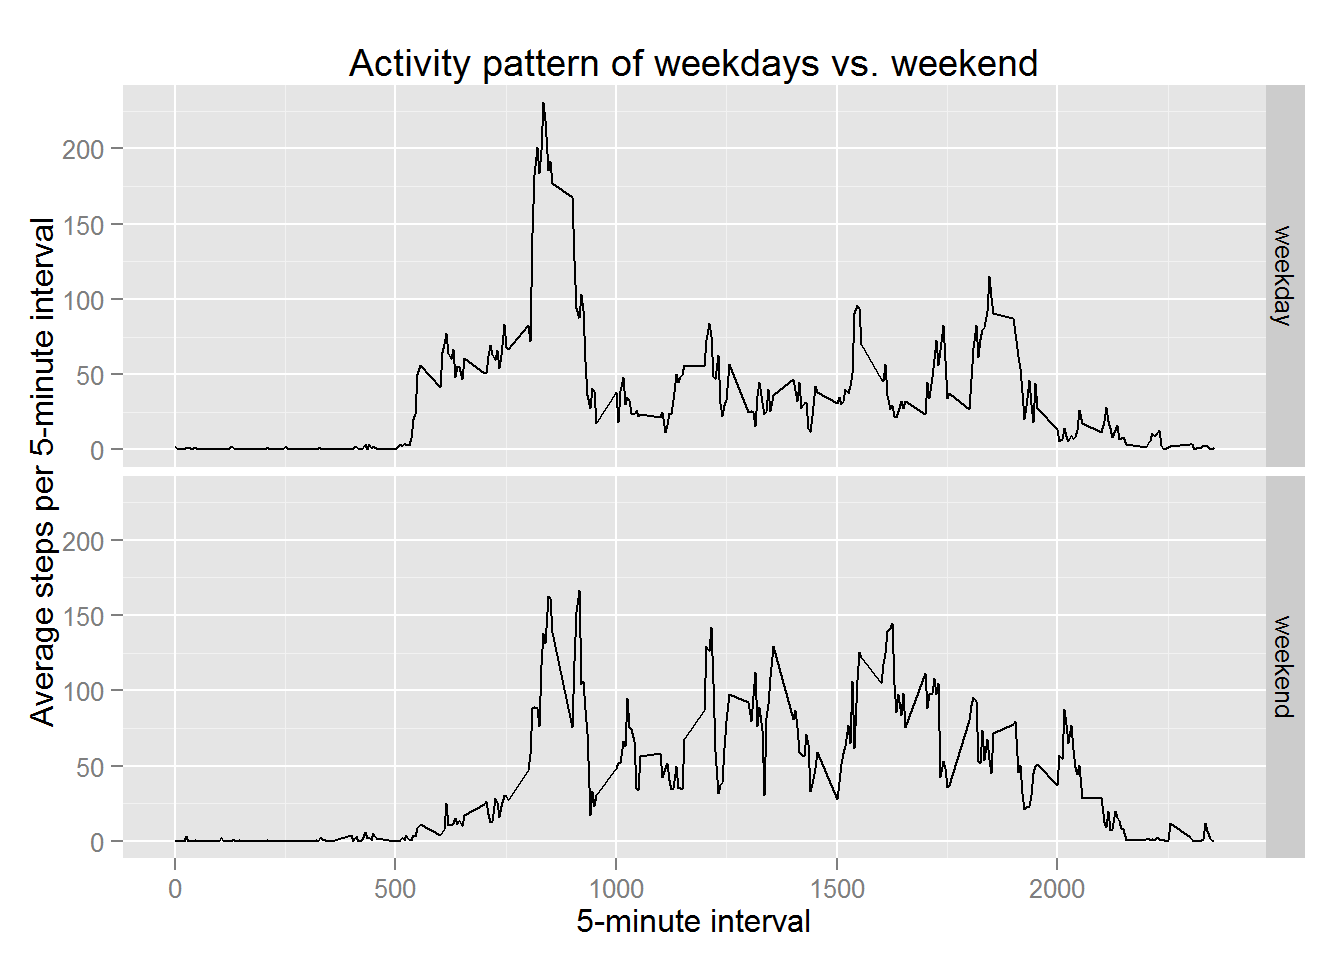 Activity pattern of weekdays vs. weekend
Average steps per 5-minute interval
200
150
100
50
0
weekday
200
150
100
50
0
weekend
0 500 1000 1500 2000
5-minute interval